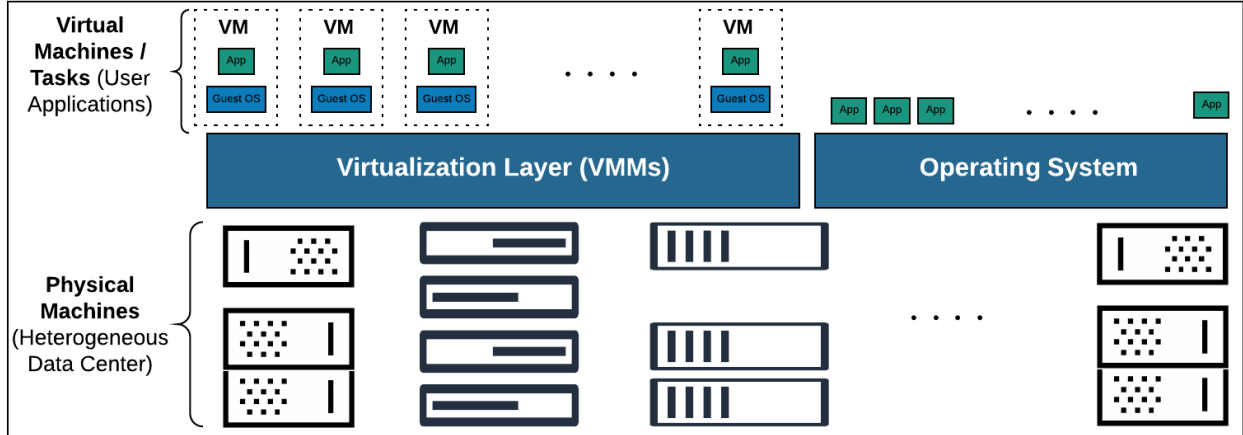 Virtual
Machines /
Tasks (User
Applications)
VM
App
Guest OS
VM
App
Guest OS
VM
App
Guest OS
. . . .
VM
App
Guest OS
App
App
App
. . . .
App
Virtualization Layer (VMMs)
Operating System
Physical
Machines
(Heterogeneous
Data Center)
. . . .